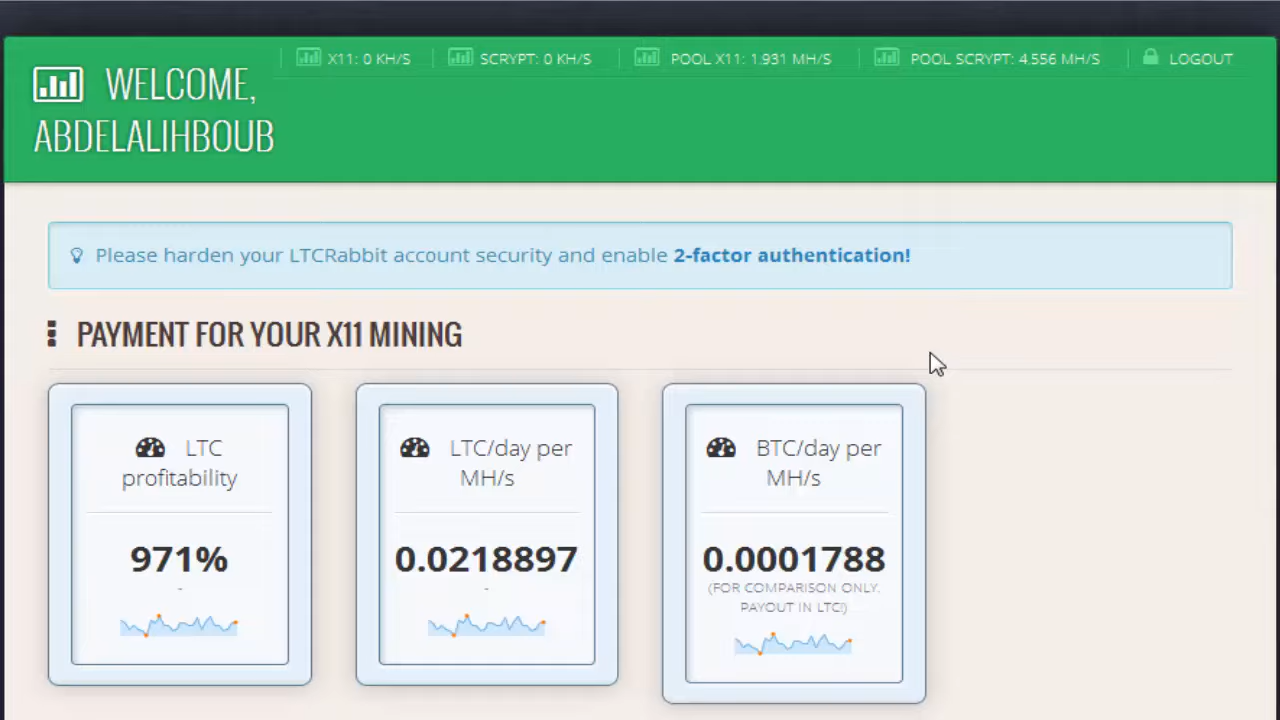 X11: 0 KH/S
SCRYPT: 0 KH/S
POOL X11: 1.931 MH/S
POOL SCRYPT: 4.556 MH/S
LOGOUT
WELCOME,
ABDELALIHBOUB
Please harden your LTCRabbit account security and enable 2-factor authentication!
PAYMENT FOR YOUR X11 MINING
LTC
profitability
971%
-
LTC/day per
MH/s
0.0218897
-
BTC/day per
MH/s
0.0001788
(FOR COMPARISON ONLY.
PAYOUT IN LTC!)